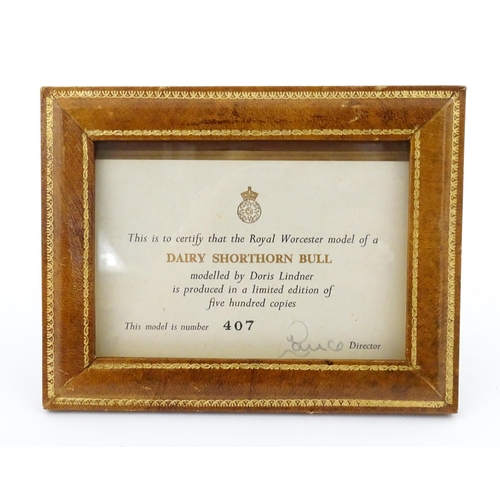 This is to certify that the Royal Worcester model of a
DAIRY SHORTHORN BULL
modelled by Doris Lindner
is produced in a limited edition of
five hundred copies
This model is number 407
Director